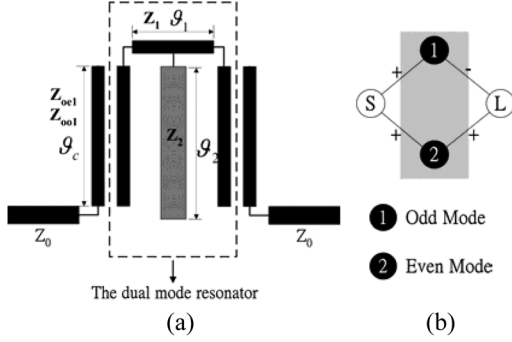 Z1 ϑ1
Zoe1
Zoo1
ϑc
Z2
ϑ2
Z0
Z0
The dual mode resonator
(a)
1
+
-
S
L
+
+
2
1 Odd Mode
2 Even Mode
(b)